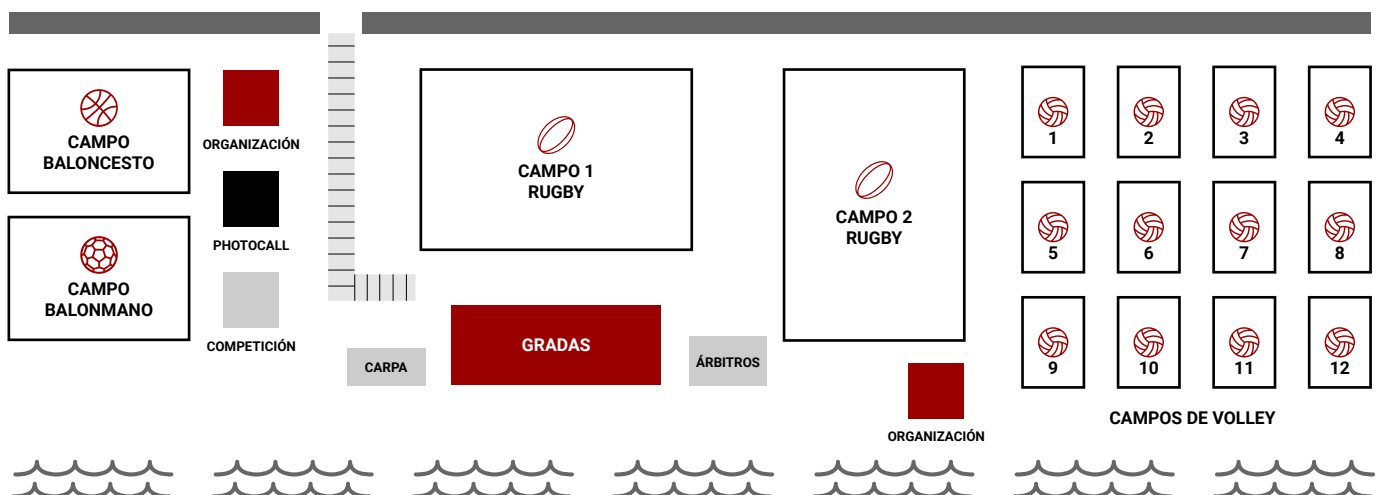 CAMPO
BALONCESTO
ORGANIZACIÓN
PHOTOCALL
CAMPO
BALONMANO
COMPETICIÓN
CAMPO 1
RUGBY
GRADAS
CARPA
ÁRBITROS
CAMPO 2
RUGBY
ORGANIZACIÓN
1
2
3
4
5
6
7
8
9
10
11
12
CAMPOS DE VOLLEY